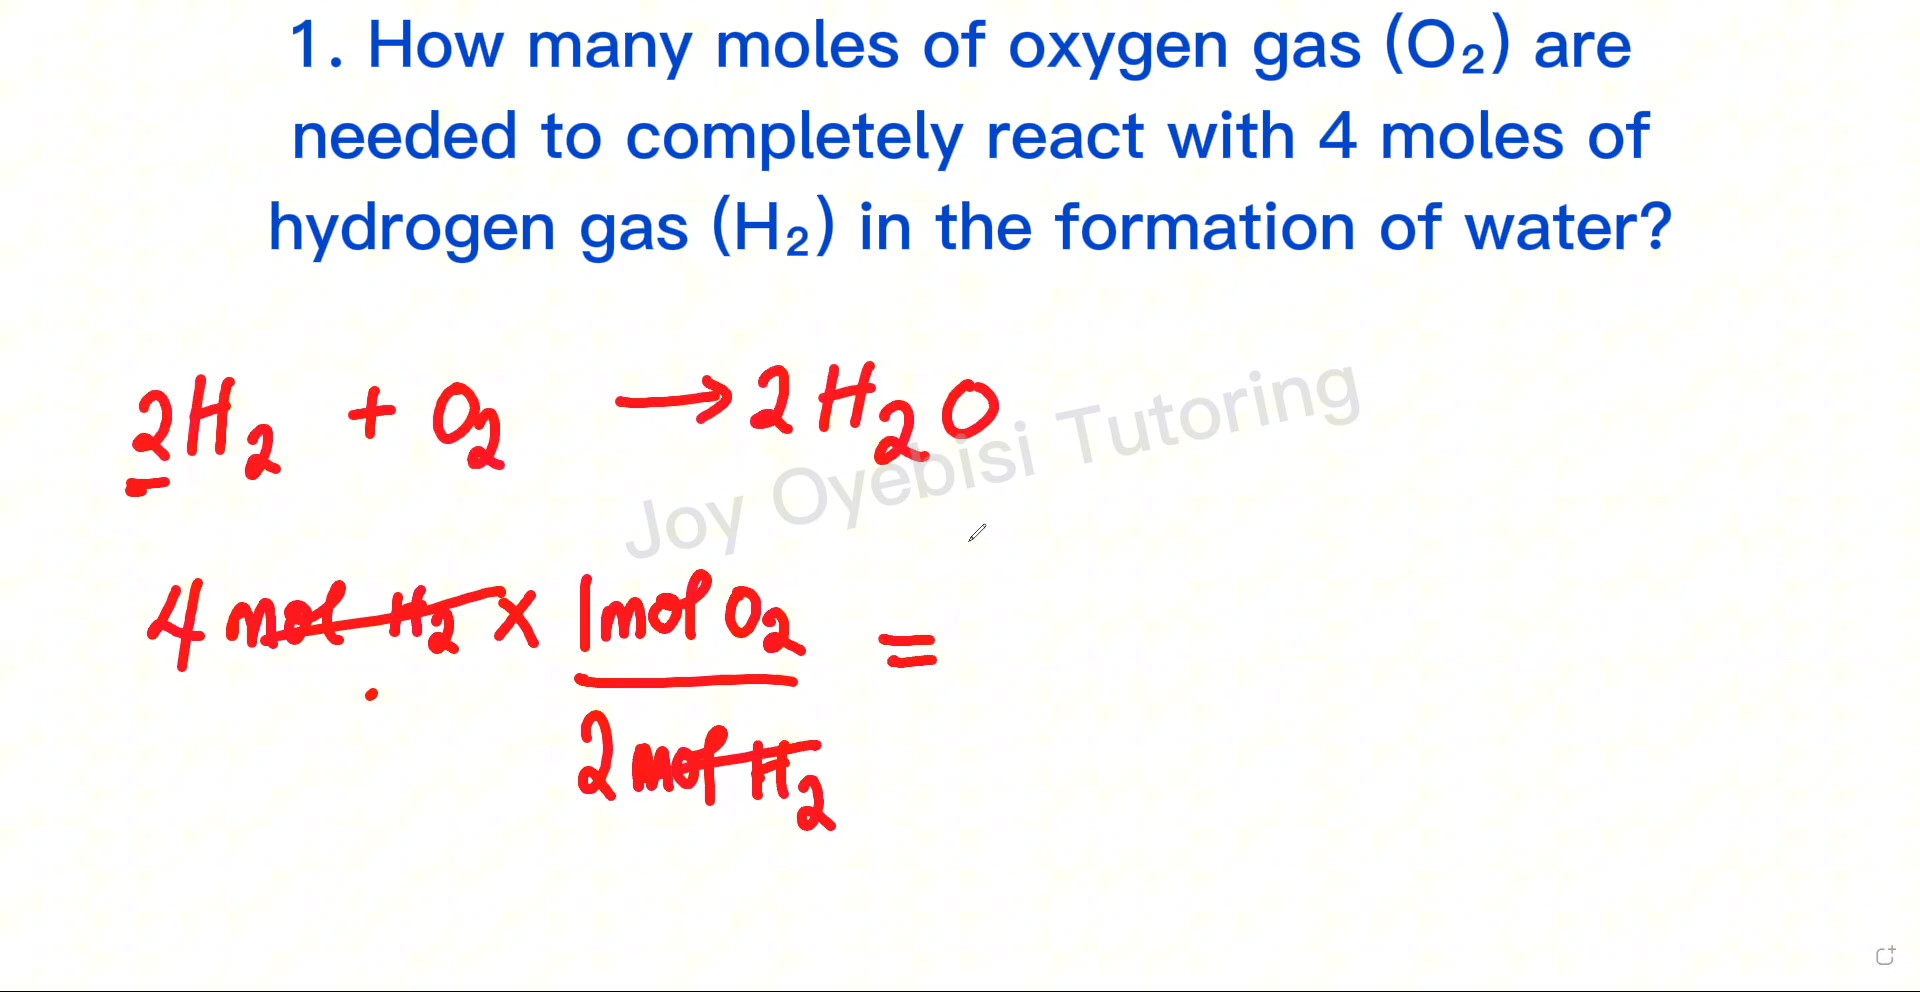 1. How many moles of oxygen gas (O₂) are
needed to completely react with 4 moles of
hydrogen gas (H₂) in the formation of water?
2H₂ + O₂ → 2H₂O
Joy Oyebisi Tutoring
4 mol H₂ x 1mol O₂ =
2 mol H₂